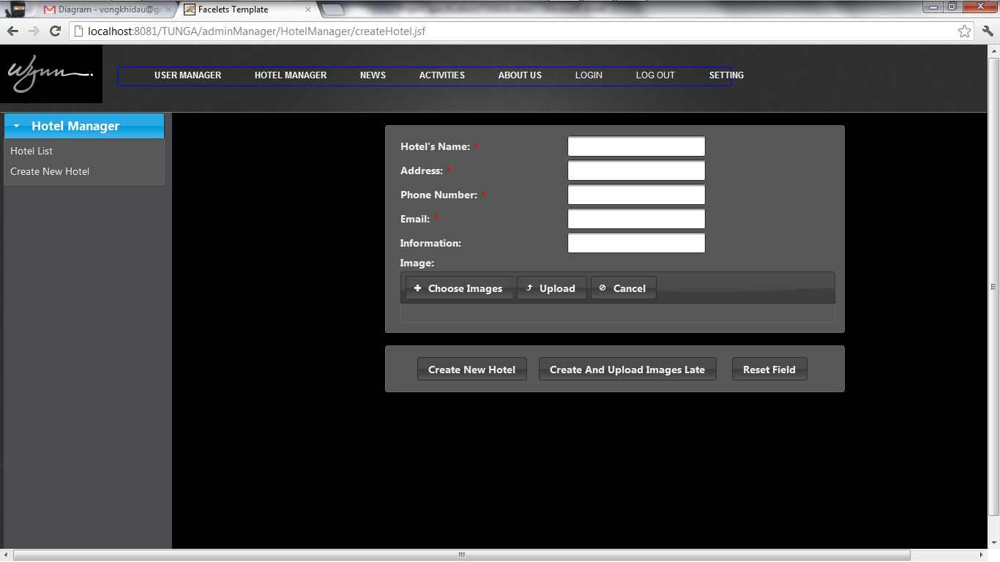 Diagram - vongkhidau@g
Facelets Template
localhost:8081/TUNGA/adminManager/HotelManager/createHotel.jsf
Wynn.
USER MANAGER HOTEL MANAGER NEWS ACTIVITIES ABOUT US LOGIN LOG OUT SETTING
Hotel Manager
Hotel List
Create New Hotel
Hotel's Name: *
Address: *
Phone Number: *
Email: *
Information:
Image:
Choose Images Upload Cancel
Create New Hotel Create And Upload Images Late Reset Field